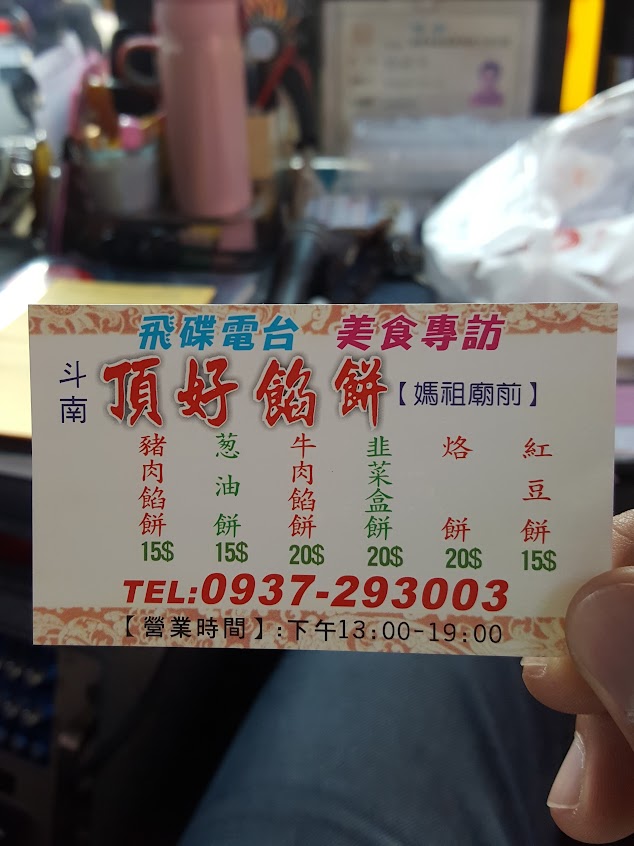 飛碟電台 美食專訪
斗南 頂好餡餅【媽祖廟前】
豬肉餡餅 15$
葱油餅 15$
牛肉餡餅 20$
韭菜盒餅 20$
烙餅 20$
紅豆餅 15$
TEL:0937-293003
【營業時間】:下午13:00-19:00